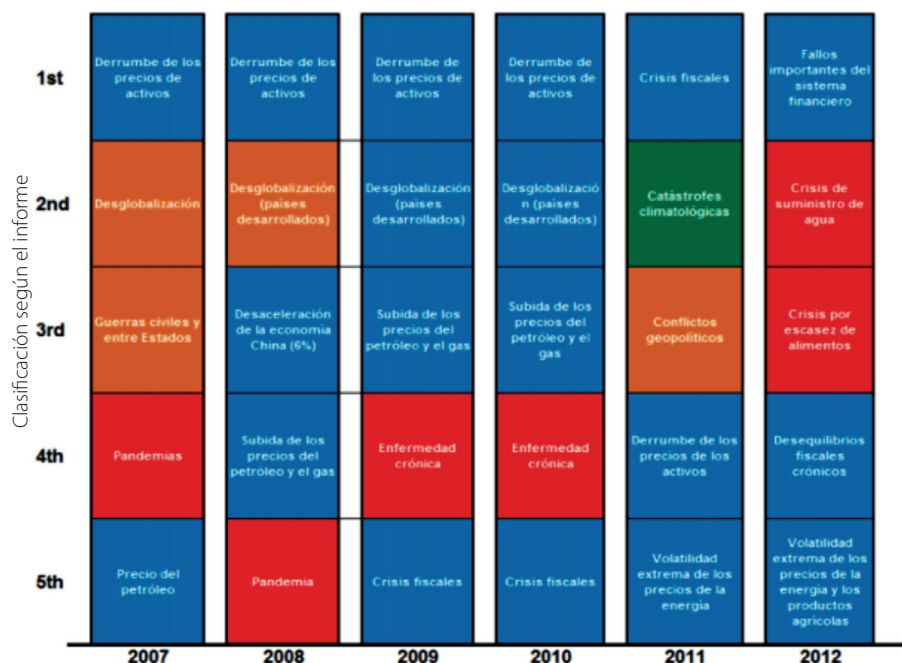 Clasificación según el informe
1st
Derrumbe de los
precios de
activos
Derrumbe de los
precios de
activos
Derrumbe
de los precios
de activos
Derrumbe
de los precios
de activos
Crisis fiscales
Fallos
importantes del
sistema
financiero
2nd
Desglobalización
Desglobalización
(países
desarrollados)
Desglobalización
(países
desarrollados)
Desglobalizació
n (países
desarrollados)
Catástrofes
climatológicas
Crisis de
suministro de
agua
3rd
Guerras civiles y
entre Estados
Desaceleración
de la economía
China (6%)
Subida de los
precios del
petróleo y el gas
Subida de los
precios del
petróleo y el
gas
Conflictos
geopolíticos
Crisis por
escasez de
alimentos
4th
Pandemias
Subida de los
precios del
petróleo y el gas
Enfermedad
crónica
Enfermedad
crónica
Derrumbe de los
precios de los
activos
Desequilibrios
fiscales
crónicos
5th
Precio del
petróleo
Pandemia
Crisis fiscales
Crisis fiscales
Volatilidad
extrema de los
precios de la
energía
Volatilidad
extrema de los
precios de la
energía y los
productos
agrícolas
2007
2008
2009
2010
2011
2012